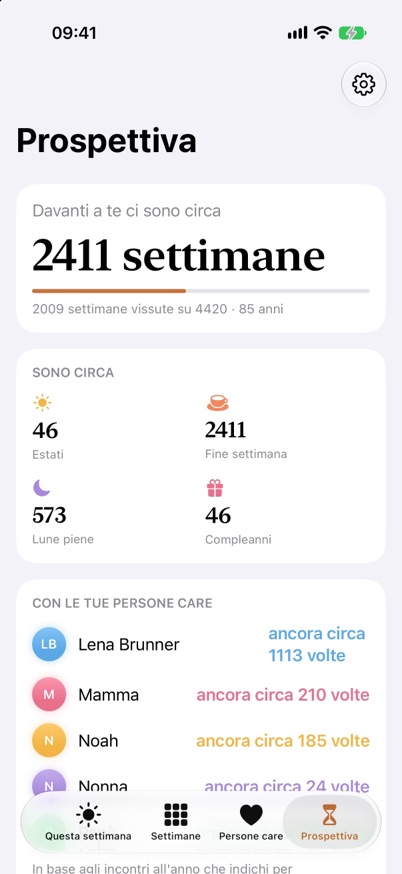 09:41
Prospettiva
Davanti a te ci sono circa
2411 settimane
2009 settimane vissute su 4420 · 85 anni
SONO CIRCA
46
Estati
2411
Fine settimana
573
Lune piene
46
Compleanni
CON LE TUE PERSONE CARE
LB Lena Brunner ancora circa
1113 volte
M Mamma ancora circa 210 volte
N Noah ancora circa 185 volte
N Nonna ancora circa 24 volte
Questa settimana Settimane Persone care Prospettiva
In base agli incontri all'anno che indichi per